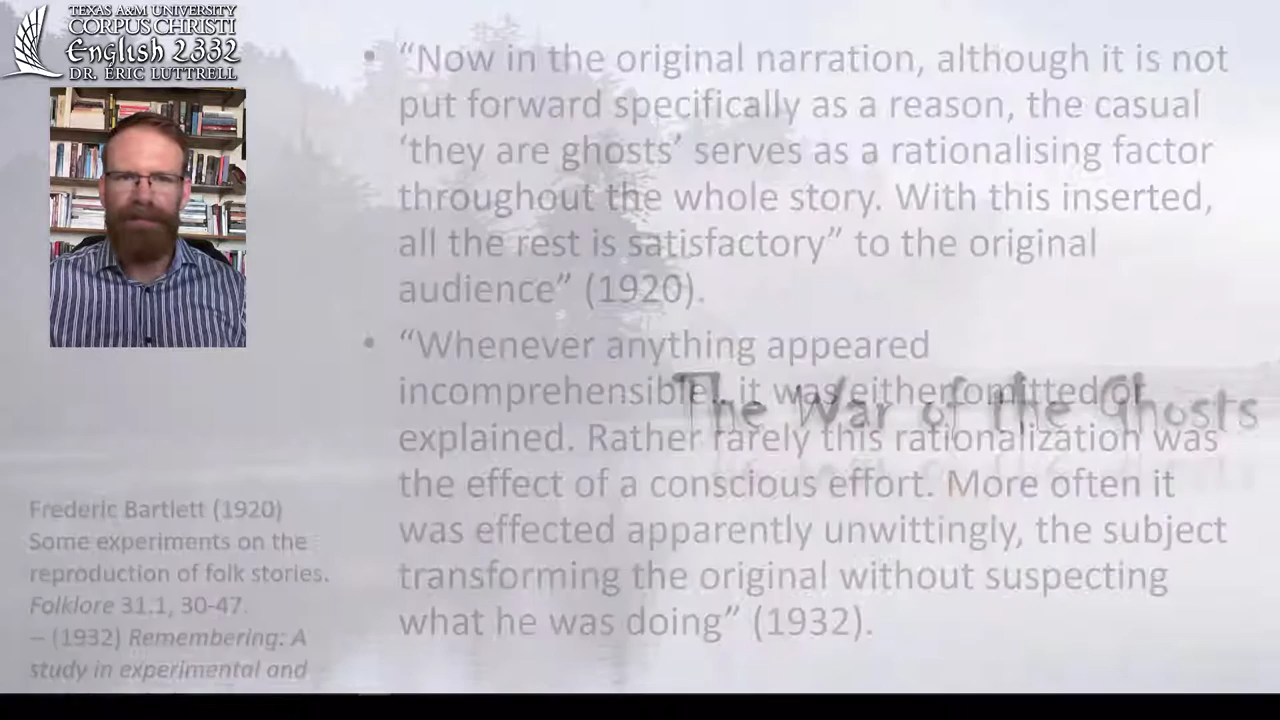 TEXAS A&M UNIVERSITY
CORPUS CHRISTI
English 2332
DR. ERIC LUTTRELL
• “Now in the original narration, although it is not
put forward specifically as a reason, the casual
‘they are ghosts’ serves as a rationalising factor
throughout the whole story. With this inserted,
all the rest is satisfactory” to the original
audience” (1920).
• “Whenever anything appeared
incomprehensible, it was either omitted or
explained. Rather rarely this rationalization was
the effect of a conscious effort. More often it
was effected apparently unwittingly, the subject
transforming the original without suspecting
what he was doing” (1932).
The War of the Ghosts
Frederic Bartlett (1920)
Some experiments on the
reproduction of folk stories.
Folklore 31.1, 30-47.
– (1932) Remembering: A
study in experimental and